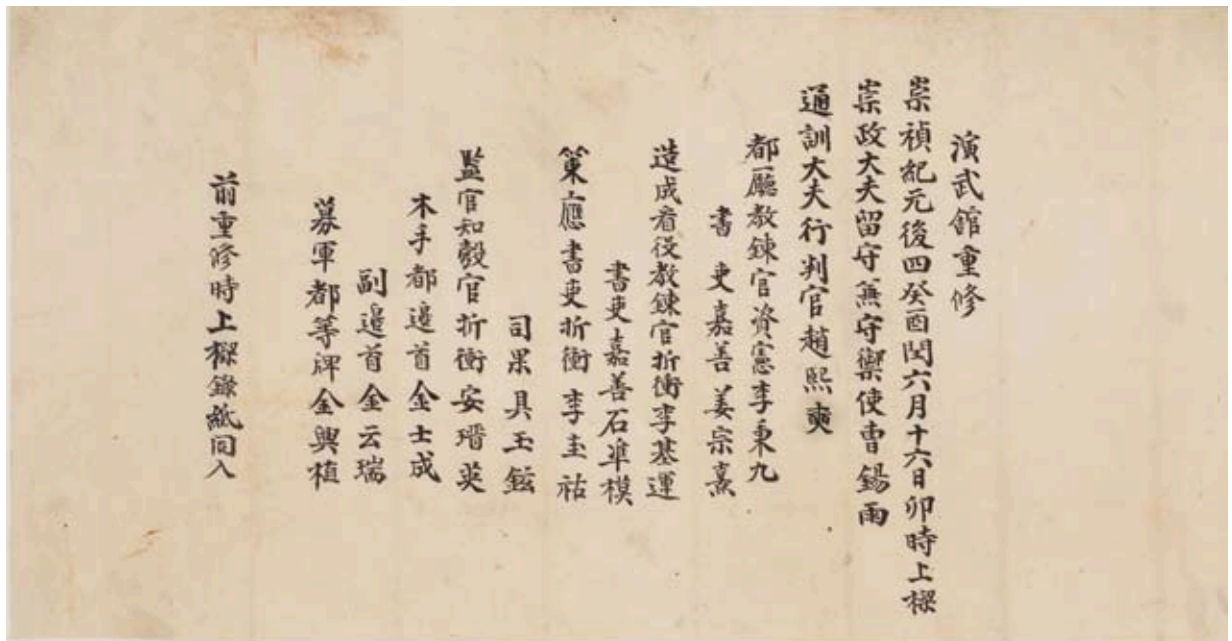 演武館重修
崇禎紀元後四癸酉閏六月十六日卯時上樑
崇政大夫留守兼守禦使曺錫雨
通訓大夫行判官趙熙奭
都廳敎鍊官資憲李秉九
書吏嘉善姜宗熹
造成看役敎鍊官折衝李基運
書吏嘉善石準模
策應書吏折衝李圭祜
司果具玉鉉
監官知彀官折衝安瑨英
木手都邊首金士成
副邊首金云瑞
募軍都等牌金興植
前重修時上樑錄紙同入